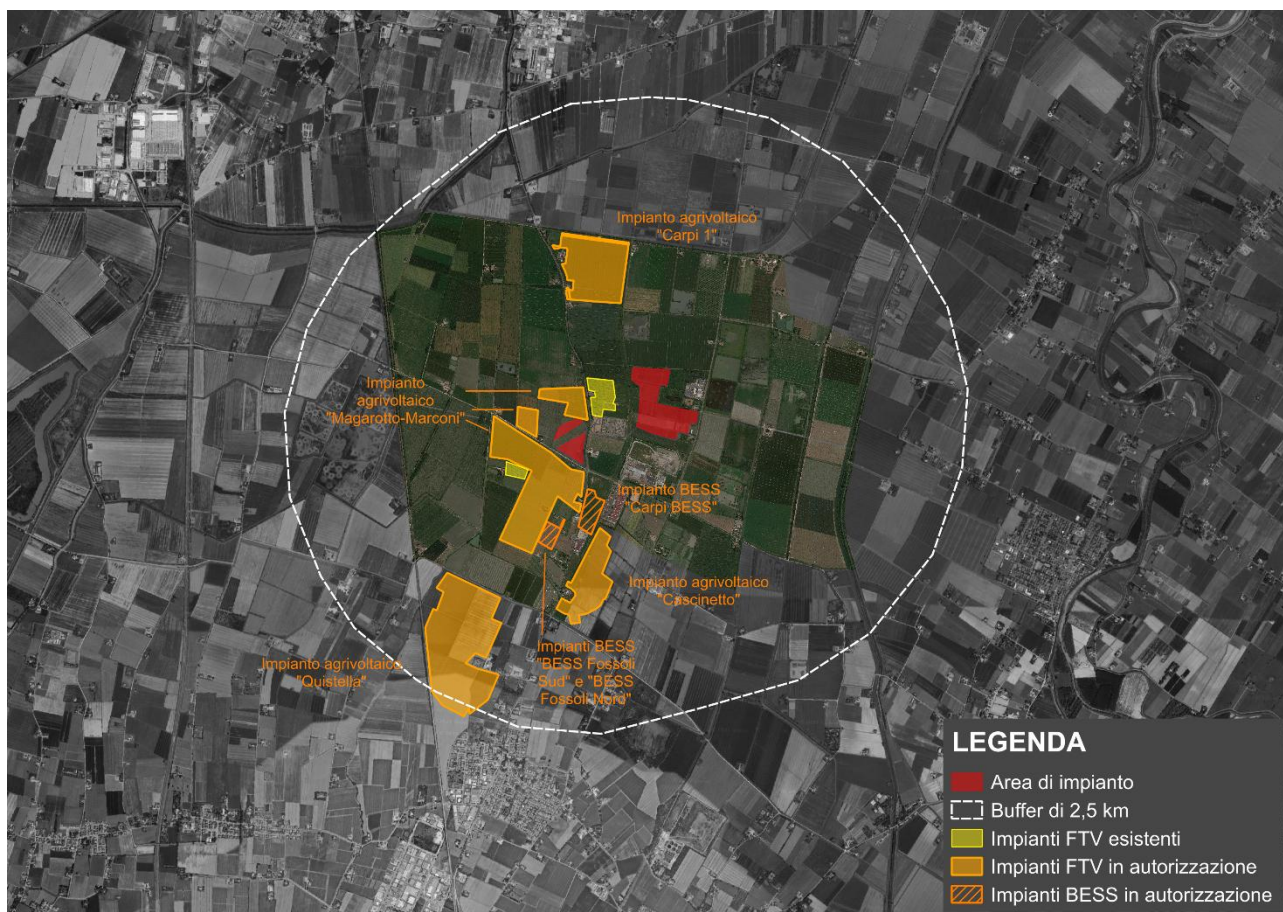 Impianto agrivoltaico
"Carpi 1"
Impianto
agrivoltaico
"Magarotto-Marconi"
Impianto BESS
"Carpi BESS"
Impianto agrivoltaico
"Cascinetto"
Impianti BESS
"BESS Fossoli
Sud" e "BESS
Fossoli Nord"
Impianto agrivoltaico
"Quistella"
LEGENDA
Area di impianto
Buffer di 2,5 km
Impianti FTV esistenti
Impianti FTV in autorizzazione
Impianti BESS in autorizzazione